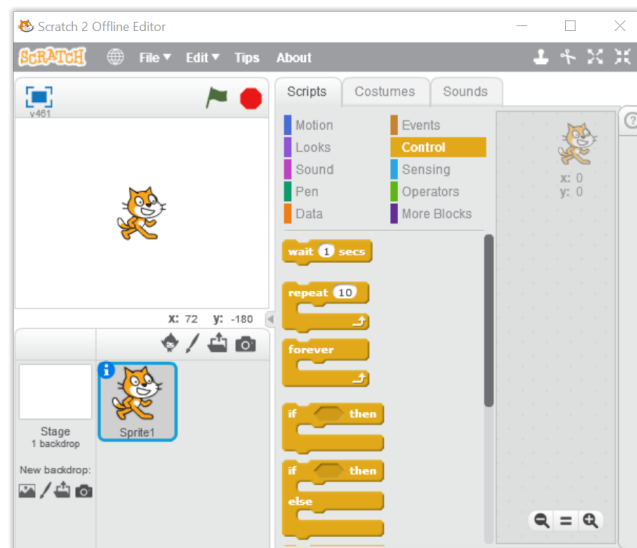 Scratch 2 Offline Editor
SCRATCH File Edit Tips About
v461
Scripts Costumes Sounds
Motion Events
Looks Control
Sound Sensing
Pen Operators
Data More Blocks
x: 0
y: 0
wait 1 secs
repeat 10
forever
if then
if then
else
X: 72 y: -180
Sprite1
Stage
1 backdrop
New backdrop: